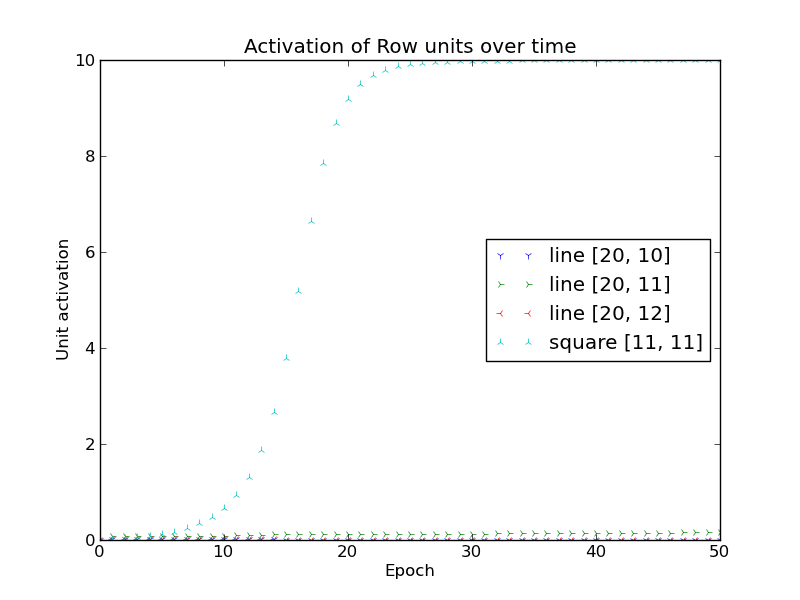 Activation of Row units over time
Unit activation
10
8
6
4
2
0
line [20, 10]
line [20, 11]
line [20, 12]
square [11, 11]
0 10 20 30 40 50
Epoch